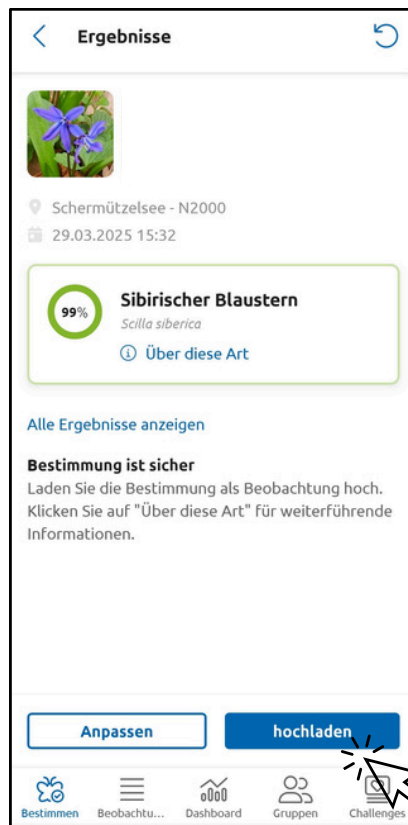 Ergebnisse
Schermützelsee - N2000
29.03.2025 15:32
99%
Sibirischer Blaustern
Scilla siberica
Über diese Art
Alle Ergebnisse anzeigen
Bestimmung ist sicher
Laden Sie die Bestimmung als Beobachtung hoch.
Klicken Sie auf "Über diese Art" für weiterführende
Informationen.
Anpassen hochladen
Bestimmen Beobachtu... Dashboard Gruppen Challenges